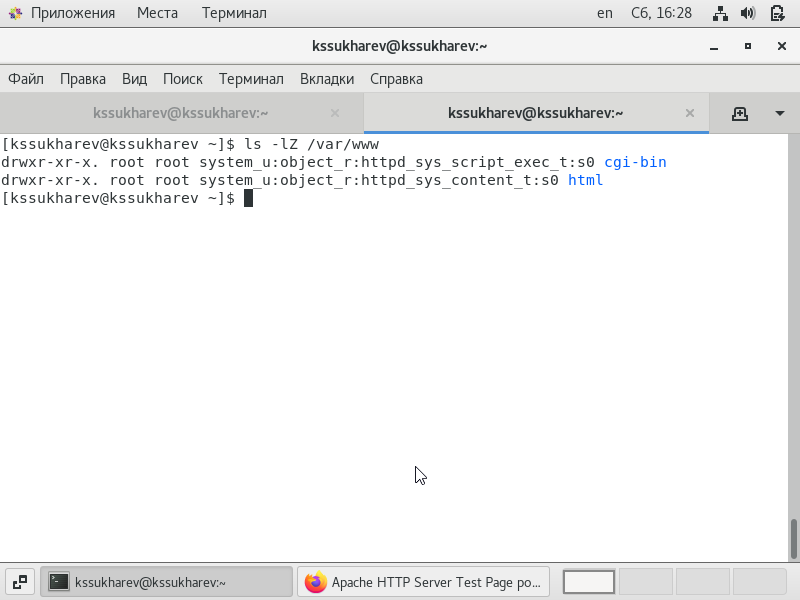 Приложения Места Терминал en Сб, 16:28
kssukharev@kssukharev:~
Файл Правка Вид Поиск Терминал Вкладки Справка
kssukharev@kssukharev:~ kssukharev@kssukharev:~
[kssukharev@kssukharev ~]$ ls -lZ /var/www
drwxr-xr-x. root root system_u:object_r:httpd_sys_script_exec_t:s0 cgi-bin
drwxr-xr-x. root root system_u:object_r:httpd_sys_content_t:s0 html
[kssukharev@kssukharev ~]$
kssukharev@kssukharev:~ Apache HTTP Server Test Page po...